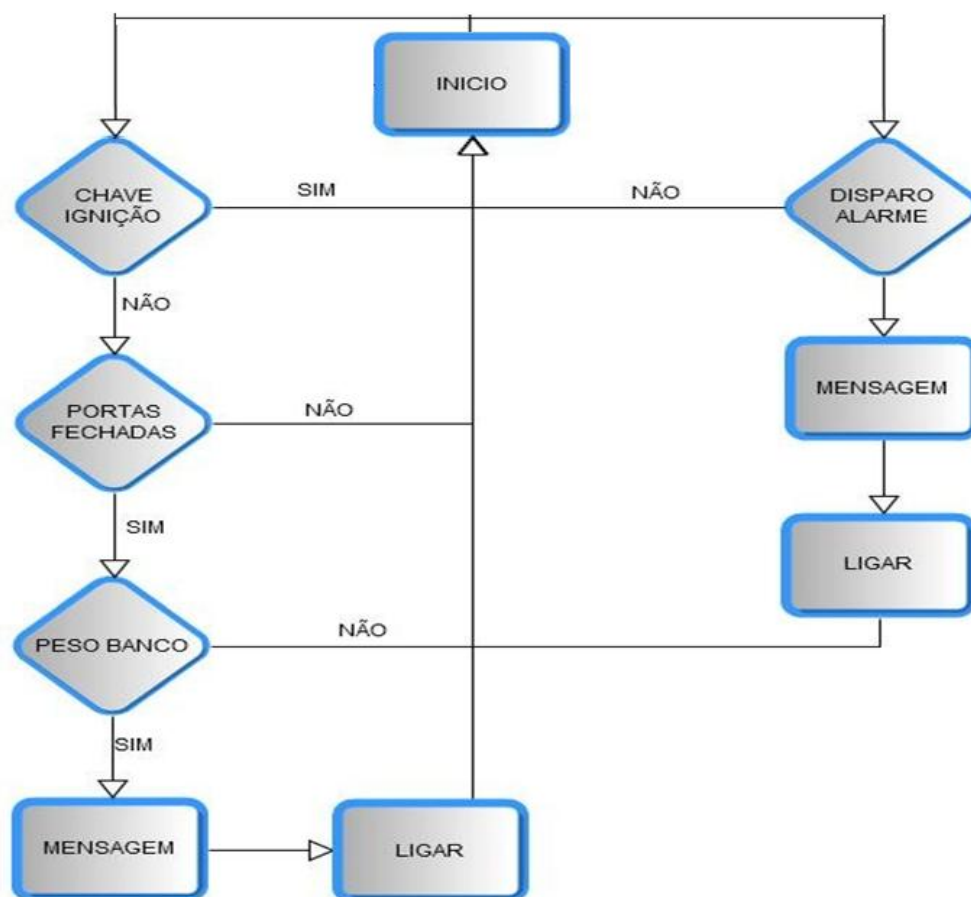 INICIO
CHAVE
IGNIÇÃO
SIM
NÃO
DISPARO
ALARME
NÃO
MENSAGEM
PORTAS
FECHADAS
NÃO
SIM
LIGAR
PESO BANCO
NÃO
SIM
MENSAGEM
LIGAR